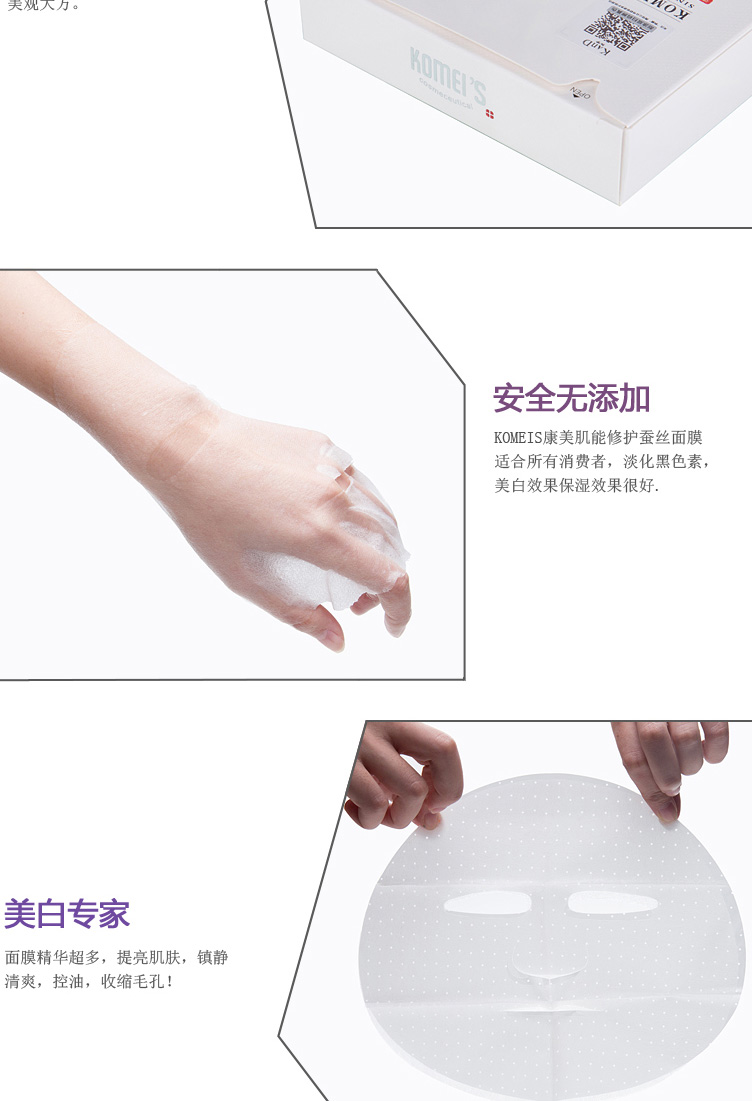 美观大方。
KOMEI'S
cosmeceutical
OPEN
KanD
安全无添加
KOMEIS康美肌能修护蚕丝面膜
适合所有消费者，淡化黑色素，
美白效果保湿效果很好.
美白专家
面膜精华超多，提亮肌肤，镇静
清爽，控油，收缩毛孔！